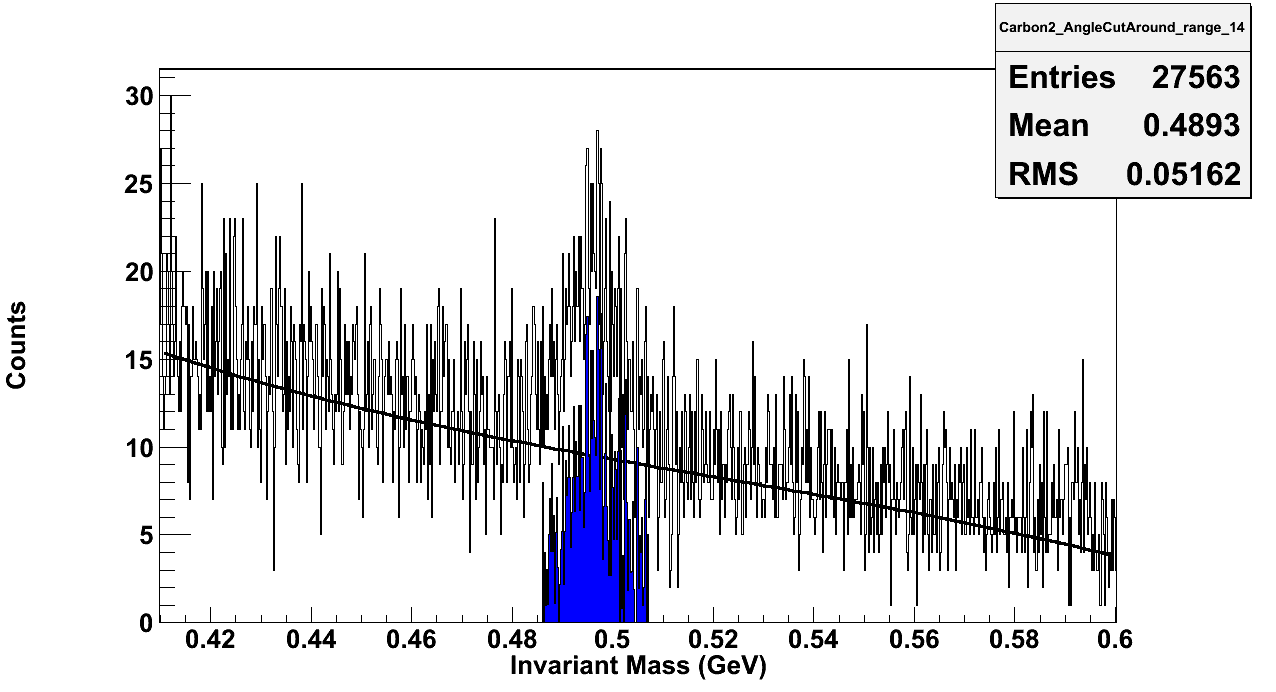 Carbon2_AngleCutAround_range_14
Entries 27563
Mean 0.4893
RMS 0.05162
Counts
30
25
20
15
10
5
0
0.42 0.44 0.46 0.48 0.5 0.52 0.54 0.56 0.58 0.6
Invariant Mass (GeV)